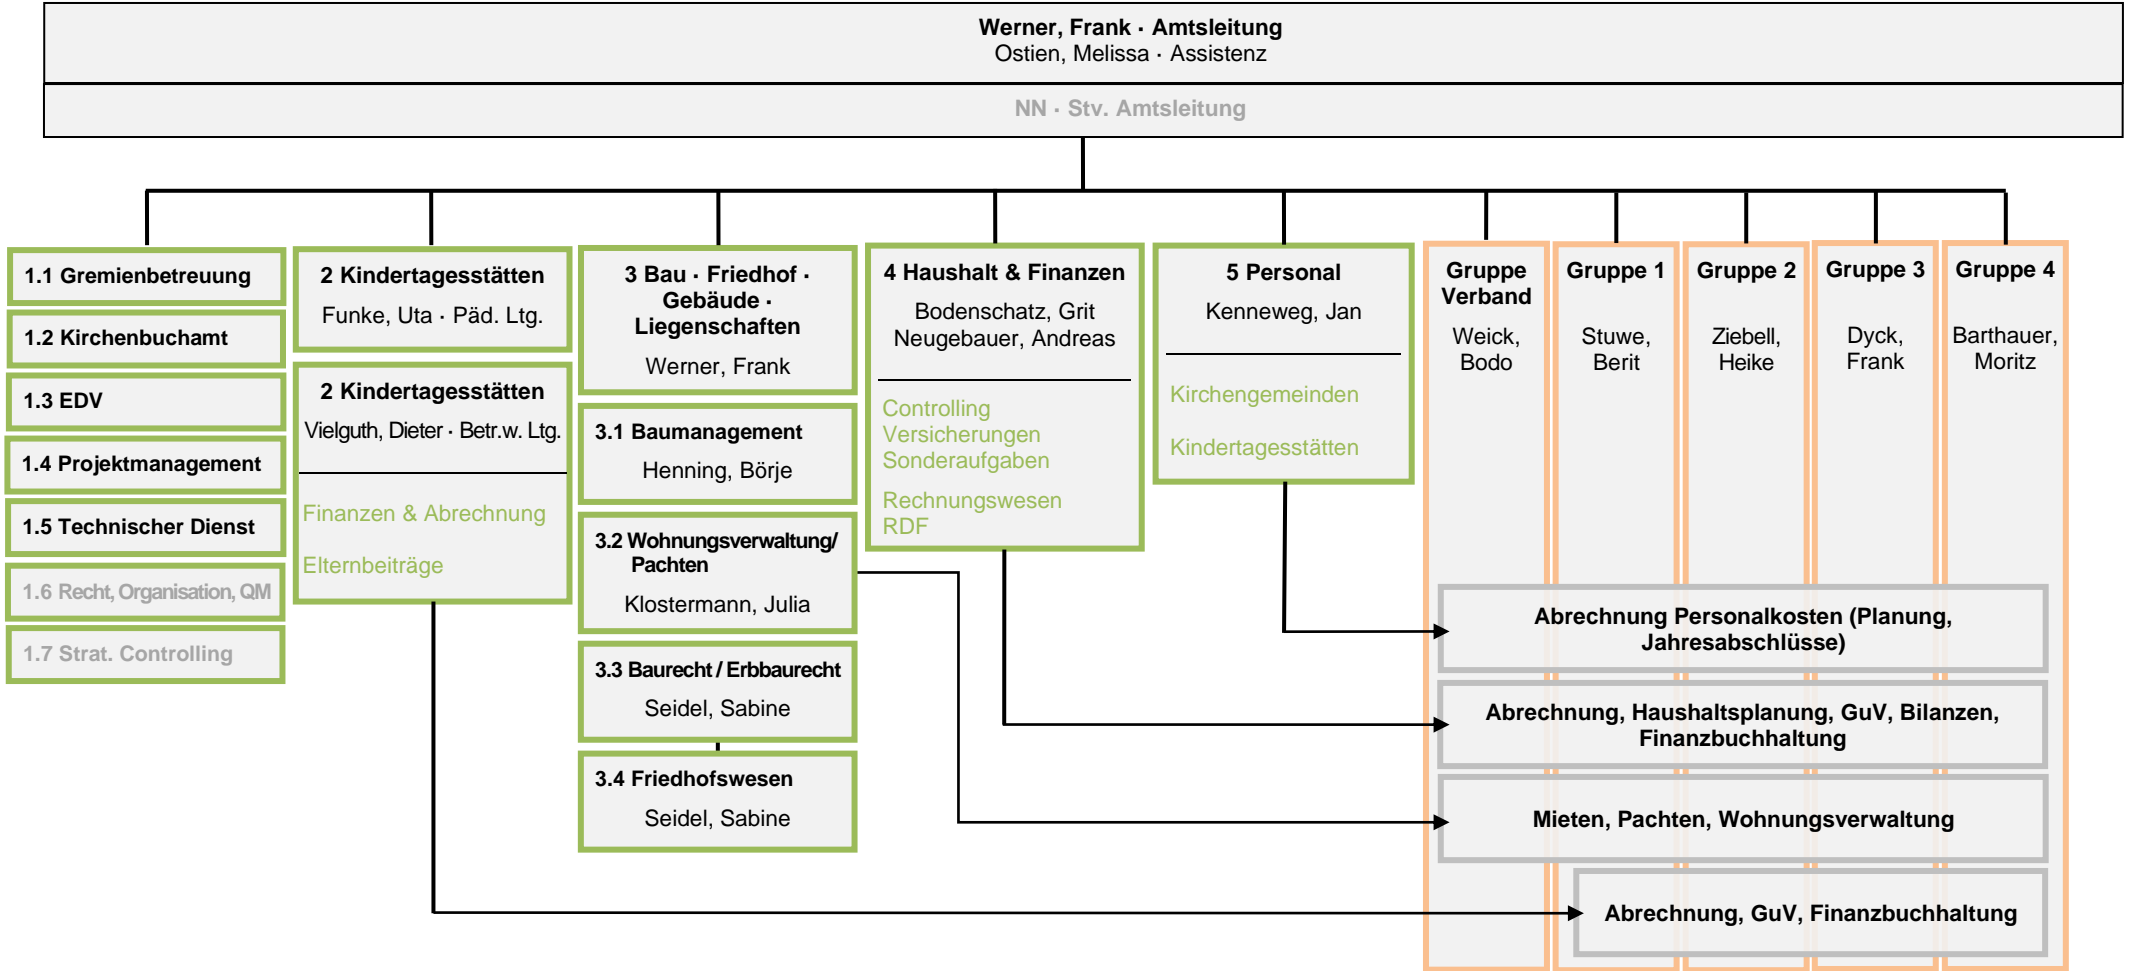 Werner, Frank · Amtsleitung
Ostien, Melissa · Assistenz
NN · Stv. Amtsleitung
1.1 Gremienbetreuung
1.2 Kirchenbuchamt
1.3 EDV
1.4 Projektmanagement
1.5 Technischer Dienst
1.6 Recht, Organisation, QM
1.7 Strat. Controlling
2 Kindertagesstätten
Funke, Uta · Päd. Ltg.
2 Kindertagesstätten
Vielguth, Dieter · Betr.w. Ltg.
Finanzen & Abrechnung
Elternbeiträge
3 Bau · Friedhof ·
Gebäude ·
Liegenschaften
Werner, Frank
3.1 Baumanagement
Henning, Börje
3.2 Wohnungsverwaltung/
Pachten
Klostermann, Julia
3.3 Baurecht / Erbbaurecht
Seidel, Sabine
3.4 Friedhofswesen
Seidel, Sabine
4 Haushalt & Finanzen
Bodenschatz, Grit
Neugebauer, Andreas
Controlling
Versicherungen
Sonderaufgaben
Rechnungswesen
RDF
5 Personal
Kenneweg, Jan
Kirchengemeinden
Kindertagesstätten
Gruppe
Verband
Weick,
Bodo
Gruppe 1
Stuwe,
Berit
Gruppe 2
Ziebell,
Heike
Gruppe 3
Dyck,
Frank
Gruppe 4
Barthauer,
Moritz
Abrechnung Personalkosten (Planung,
Jahresabschlüsse)
Abrechnung, Haushaltsplanung, GuV, Bilanzen,
Finanzbuchhaltung
Mieten, Pachten, Wohnungsverwaltung
Abrechnung, GuV, Finanzbuchhaltung